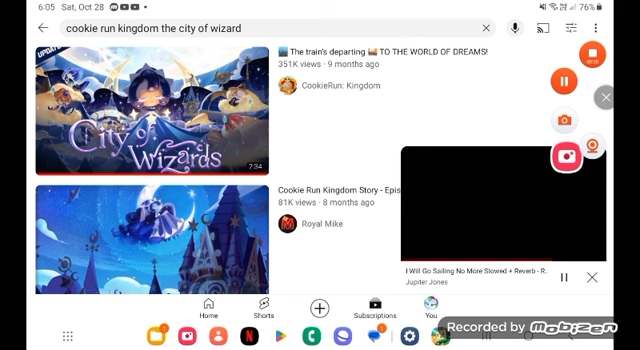 6:05 Sat, Oct 28
76%
cookie run kingdom the city of wizard
UPDATE
City of Wizards
7:34
The train's departing TO THE WORLD OF DREAMS!
351K views · 9 months ago
CookieRun: Kingdom
Cookie Run Kingdom Story - Epis
81K views · 8 months ago
Royal Mike
I Will Go Sailing No More Slowed + Reverb - R..
Jupiter Jones
Home
Shorts
Subscriptions
You
Recorded by Mobizen